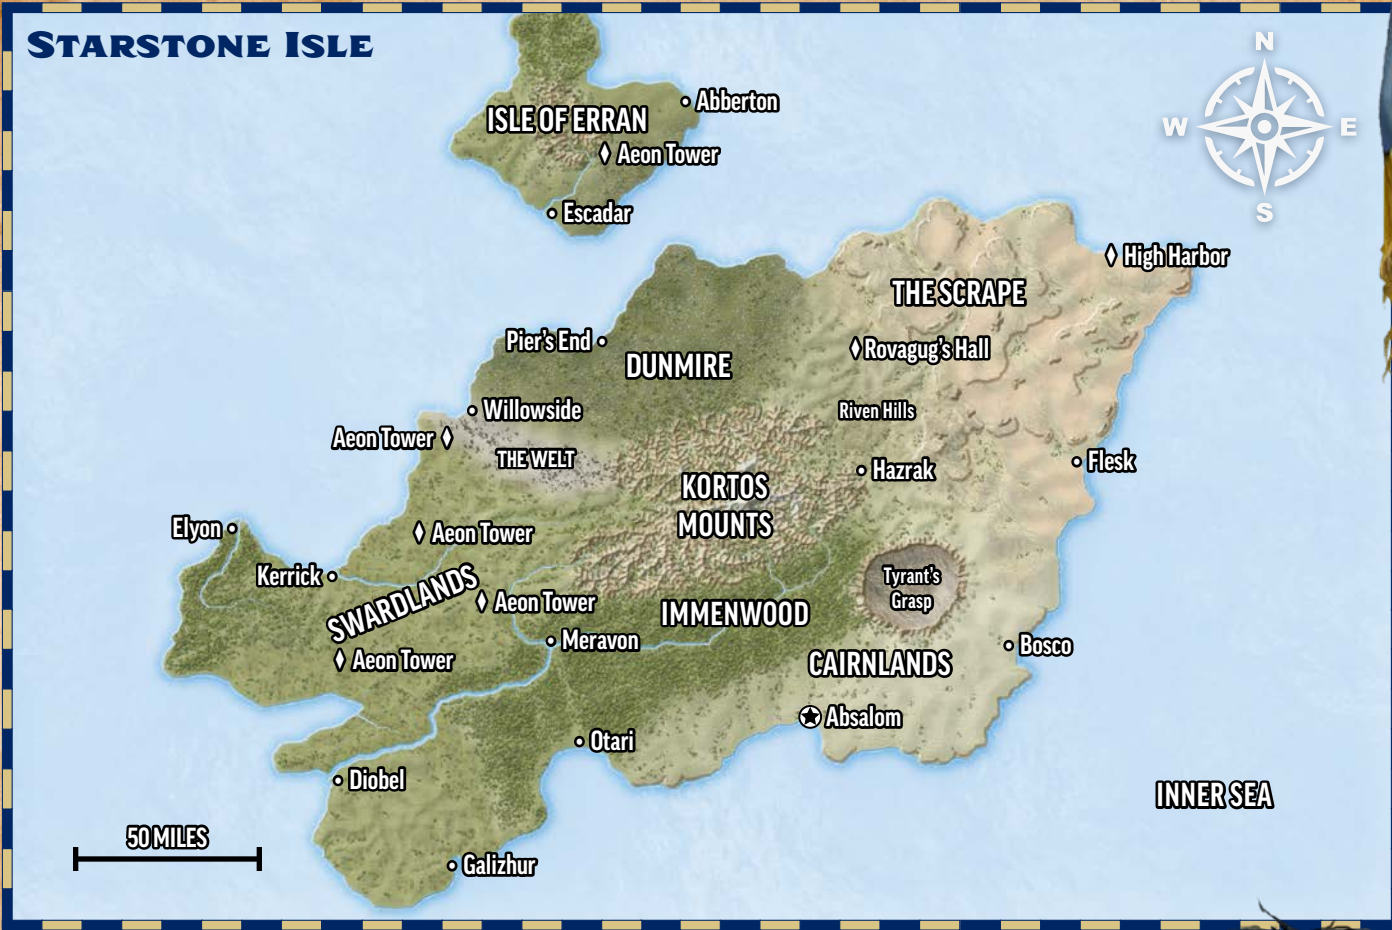 STARSTONE ISLE
N
W
E
S
Abberton
ISLE OF ERRAN
Aeon Tower
Escadar
High Harbor
THE SCRAPE
Pier's End
Rovagug's Hall
DUNMIRE
Willowside
Riven Hills
Aeon Tower
THE WELT
Flesk
Hazrak
KORTOS
MOUNTS
Elyon
Aeon Tower
Kerrick
Tyrant's
Grasp
SWARDLANDS
Aeon Tower
IMMENWOOD
Meravon
Bosco
Aeon Tower
CAIRNLANDS
Absalom
Otari
Diobel
INNER SEA
50 MILES
Galizhur